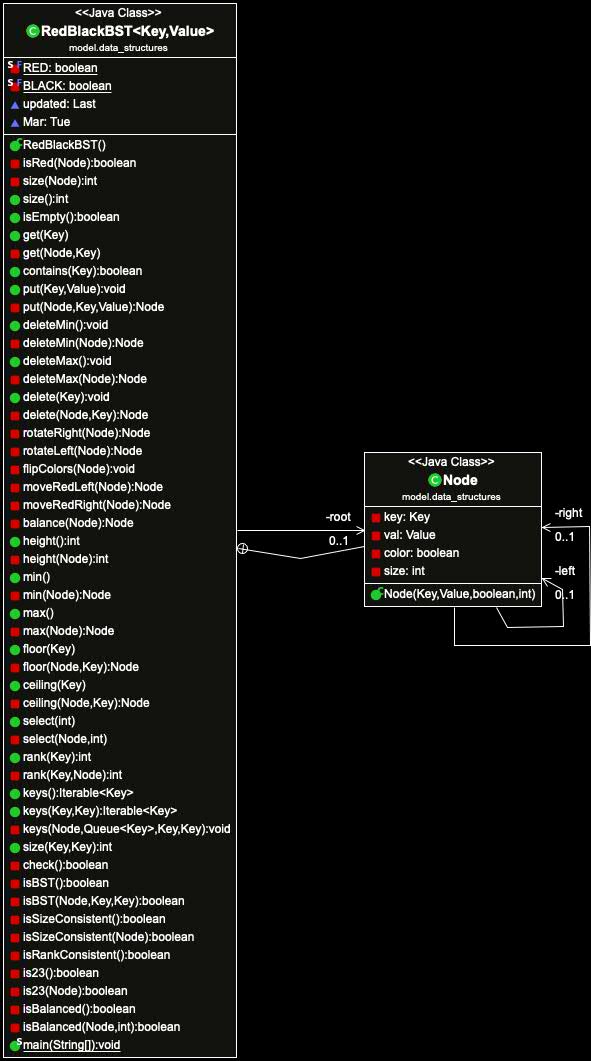 <<Java Class>>
RedBlackBST<Key,Value>
model.data_structures
RED: boolean
BLACK: boolean
updated: Last
Mar: Tue
RedBlackBST()
isRed(Node):boolean
size(Node):int
size():int
isEmpty():boolean
get(Key)
get(Node,Key)
contains(Key):boolean
put(Key,Value):void
put(Node,Key,Value):Node
deleteMin():void
deleteMin(Node):Node
deleteMax():void
deleteMax(Node):Node
delete(Key):void
delete(Node,Key):Node
rotateRight(Node):Node
rotateLeft(Node):Node
flipColors(Node):void
moveRedLeft(Node):Node
moveRedRight(Node):Node
balance(Node):Node
height():int
height(Node):int
min()
min(Node):Node
max()
max(Node):Node
floor(Key)
floor(Node,Key):Node
ceiling(Key)
ceiling(Node,Key):Node
select(int)
select(Node,int)
rank(Key):int
rank(Key,Node):int
keys():Iterable<Key>
keys(Key,Key):Iterable<Key>
keys(Node,Queue<Key>,Key,Key):void
size(Key,Key):int
check():boolean
isBST():boolean
isBST(Node,Key,Key):boolean
isSizeConsistent():boolean
isSizeConsistent(Node):boolean
isRankConsistent():boolean
is23():boolean
is23(Node):boolean
isBalanced():boolean
isBalanced(Node,int):boolean
main(String[]):void
-root
0..1
<<Java Class>>
Node
model.data_structures
key: Key
val: Value
color: boolean
size: int
Node(Key,Value,boolean,int)
-right
0..1
-left
0..1